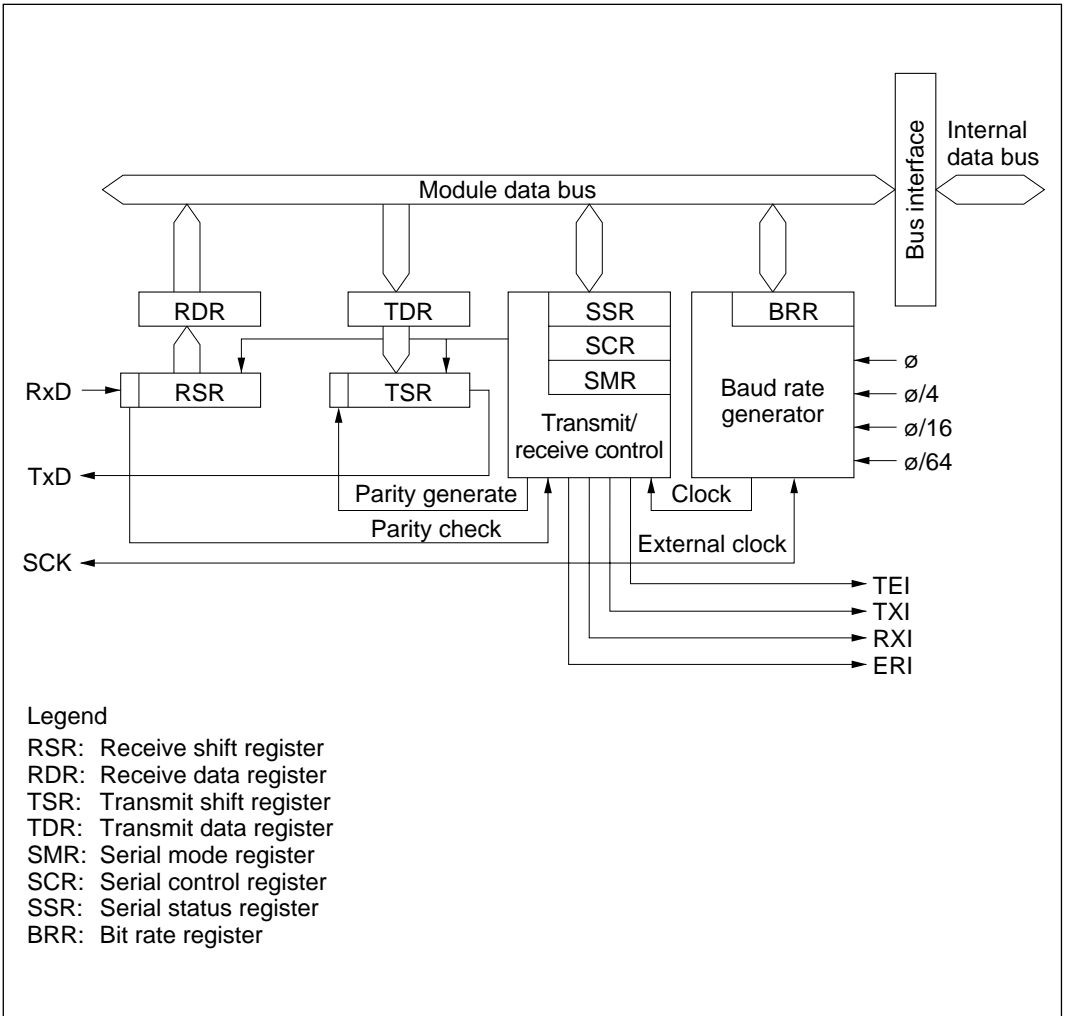 Internal
data bus
Bus interface
Module data bus
RDR
TDR
SSR
BRR
SCR
SMR
RxD
RSR
TSR
Baud rate
generator
ø
ø/4
ø/16
ø/64
Transmit/
receive control
TxD
Parity generate
Clock
Parity check
External clock
SCK
TEI
TXI
RXI
ERI
Legend
RSR: Receive shift register
RDR: Receive data register
TSR: Transmit shift register
TDR: Transmit data register
SMR: Serial mode register
SCR: Serial control register
SSR: Serial status register
BRR: Bit rate register